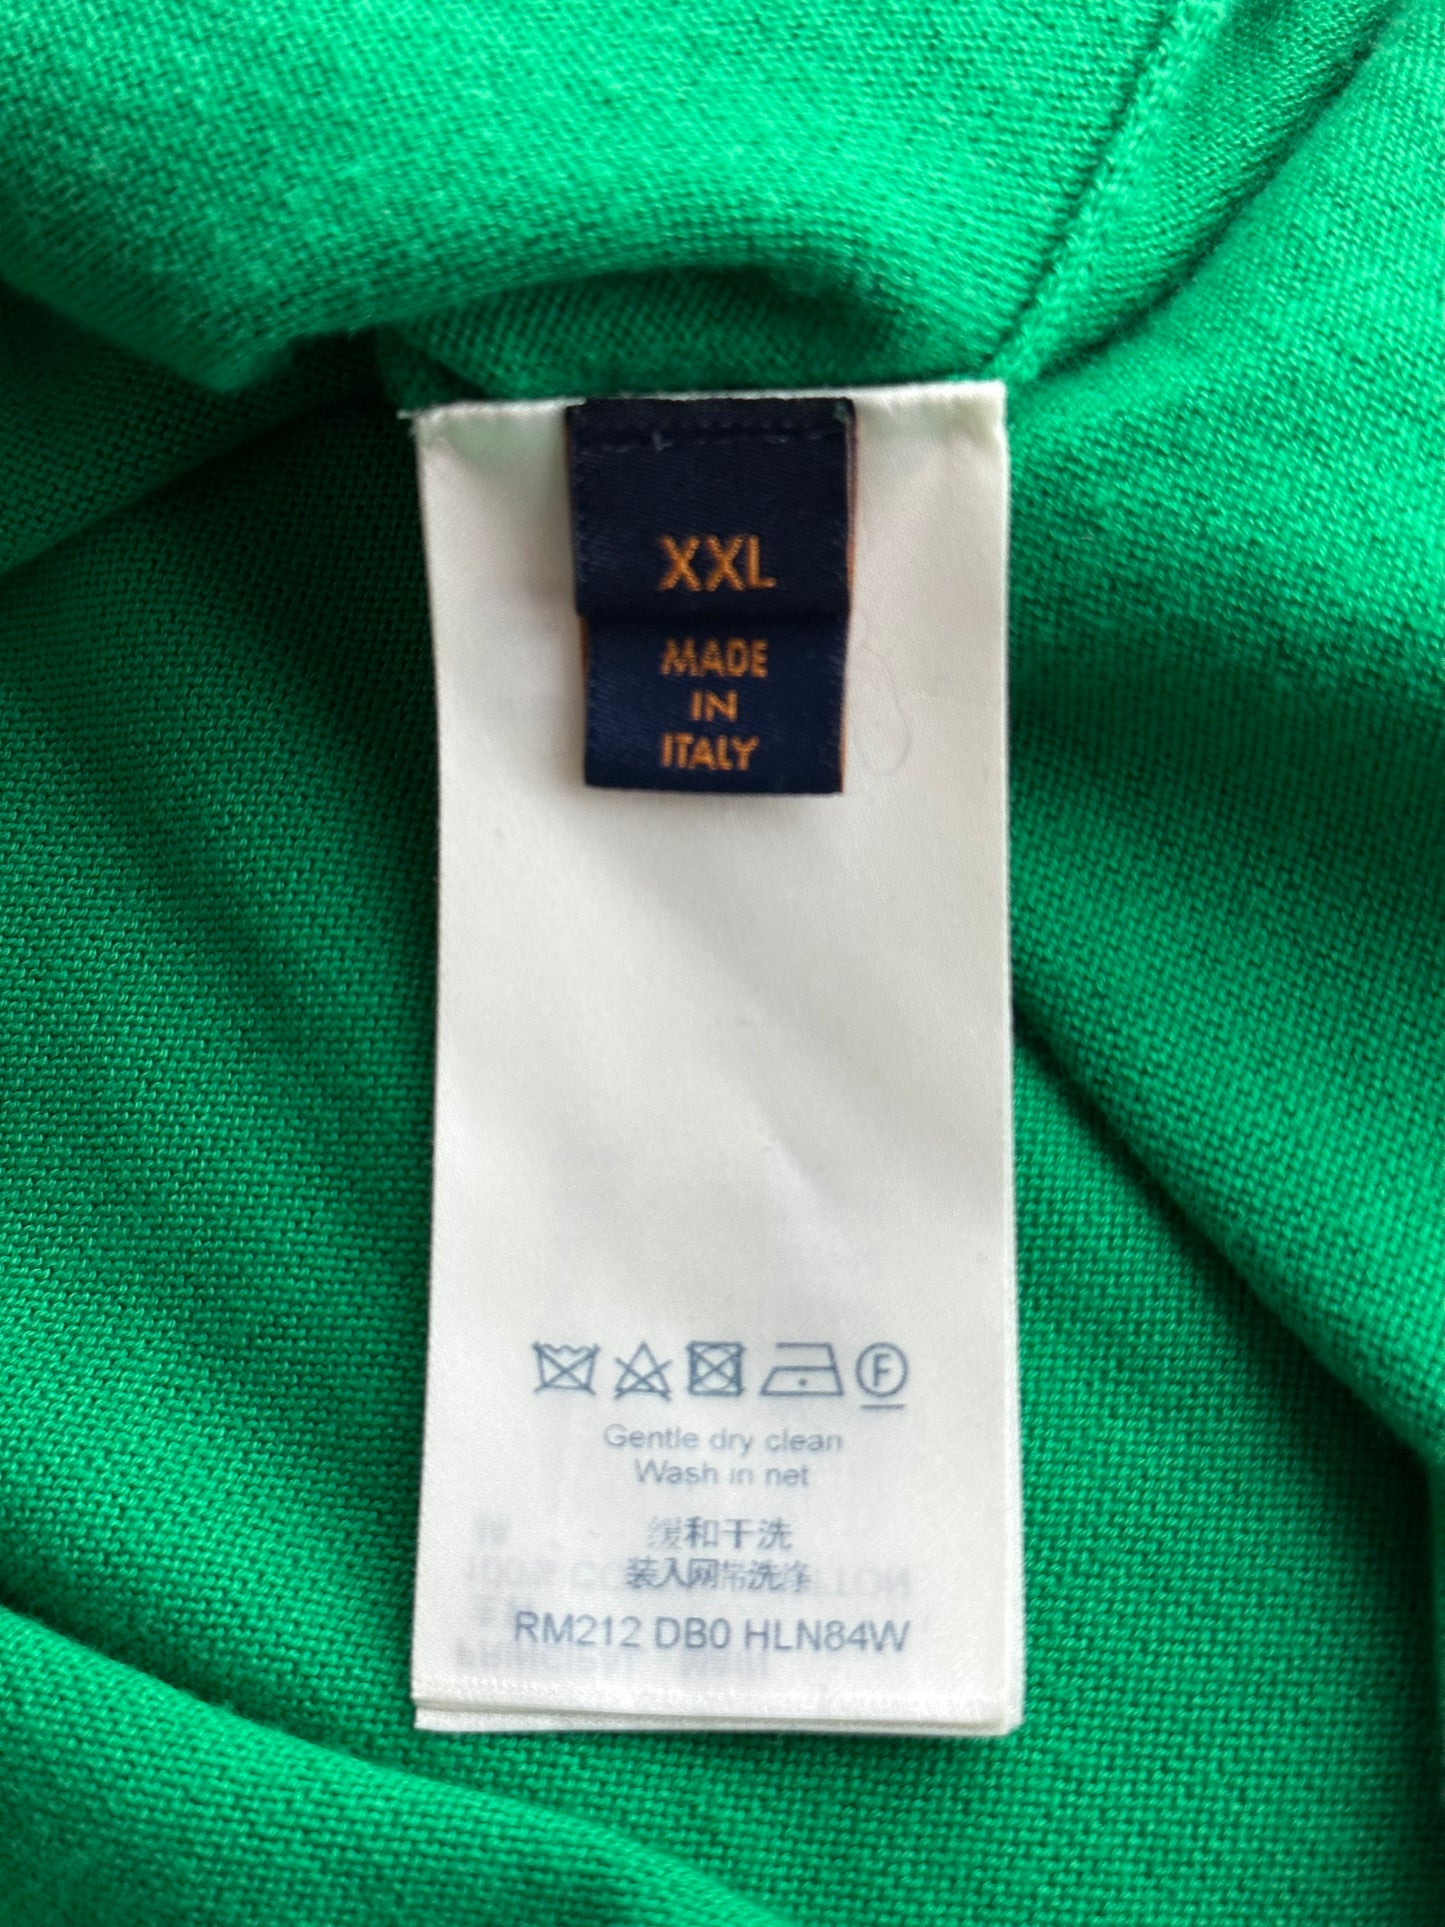 XXL
MADE
IN
ITALY
F
Gentle dry clean
Wash in net
缓和干洗
装入网常洗净
RM212 DB0 HLN84W